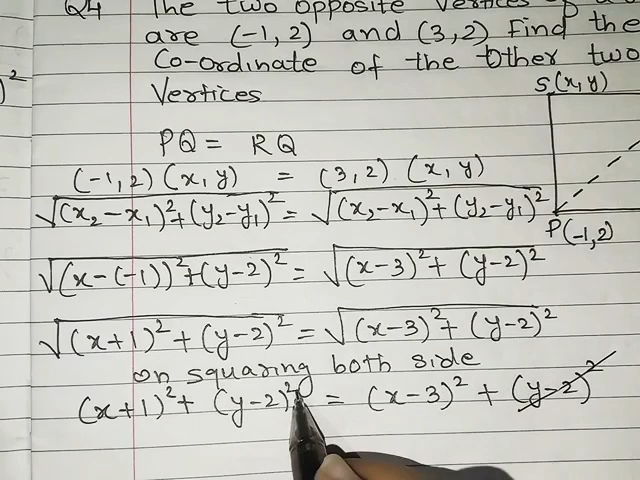 Q4 The two opposite vertices of a
are (-1, 2) and (3, 2) Find the
Co-ordinate of the Other two
Vertices
S(x, y)
PQ = RQ
(-1, 2) (x, y) = (3, 2) (x, y)
√(x₂-x₁)²+(y₂-y₁)² = √(x₂-x₁)²+(y₂-y₁)²
P(-1, 2)
√(x-(-1))²+(y-2)² = √(x-3)²+(y-2)²
√(x+1)²+(y-2)² = √(x-3)²+(y-2)²
on squaring both side
(x+1)²+(y-2)² = (x-3)²+(y-2)²
)²